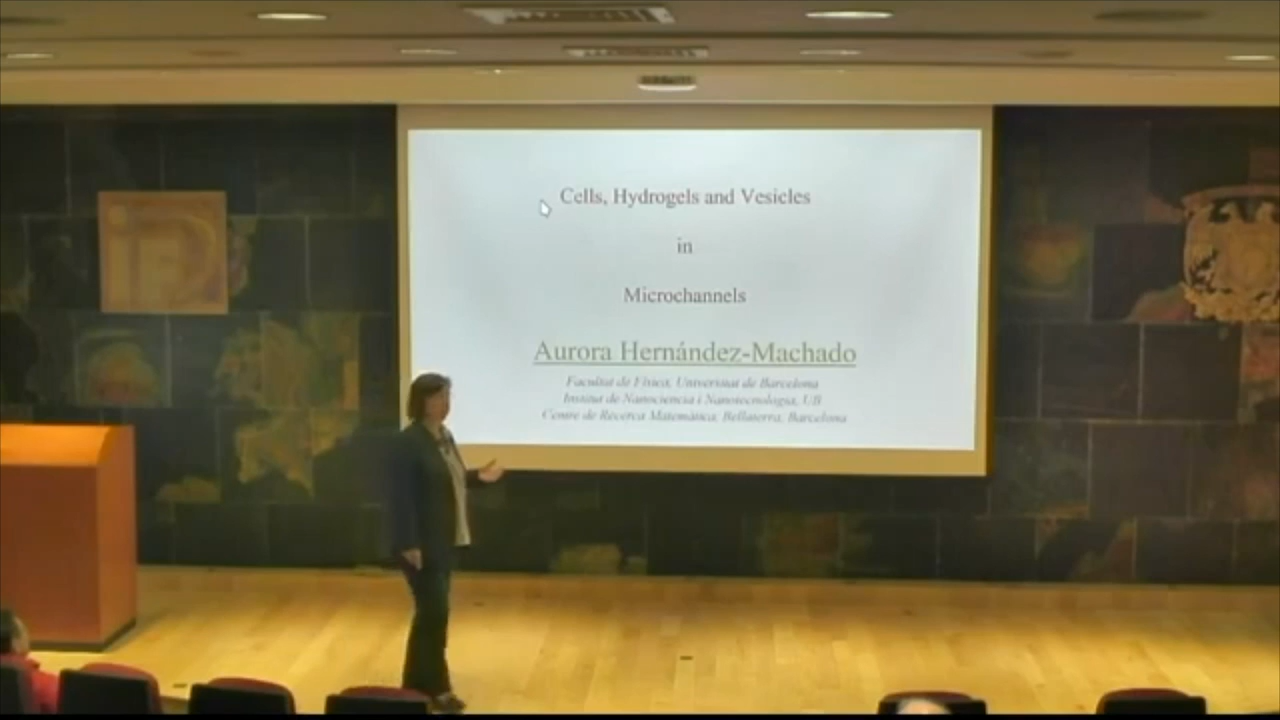 Cells, Hydrogels and Vesicles
in
Microchannels
Aurora Hernández-Machado
Facultat de Física, Universitat de Barcelona
Institut de Nanociencia i Nanotecnologia, UB
Centre de Recerca Matemàtica, Bellaterra, Barcelona